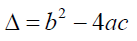 Δ = b² − 4ac